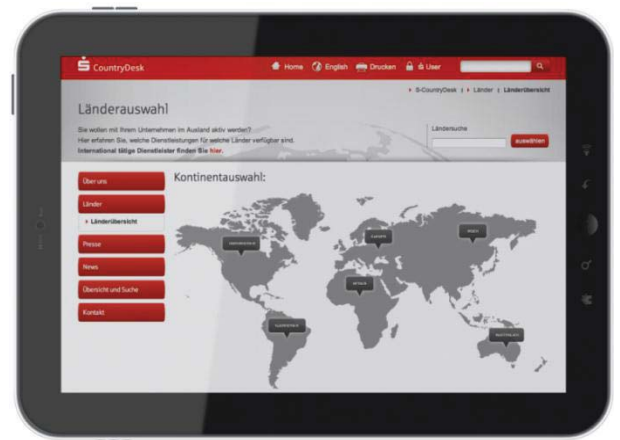 CountryDesk
Home English Drucken User
S-CountryDesk | Länder | Länderübersicht
Länderauswahl
Sie wollen mit Ihrem Unternehmen im Ausland aktiv werden?
Hier erfahren Sie, welche Dienstleistungen für welche Länder verfügbar sind.
International tätige Dienstleister finden Sie hier.
Ländersuche
auswählen
Über uns
Länder
Länderübersicht
Presse
News
Übersicht und Suche
Kontakt
Kontinentauswahl: